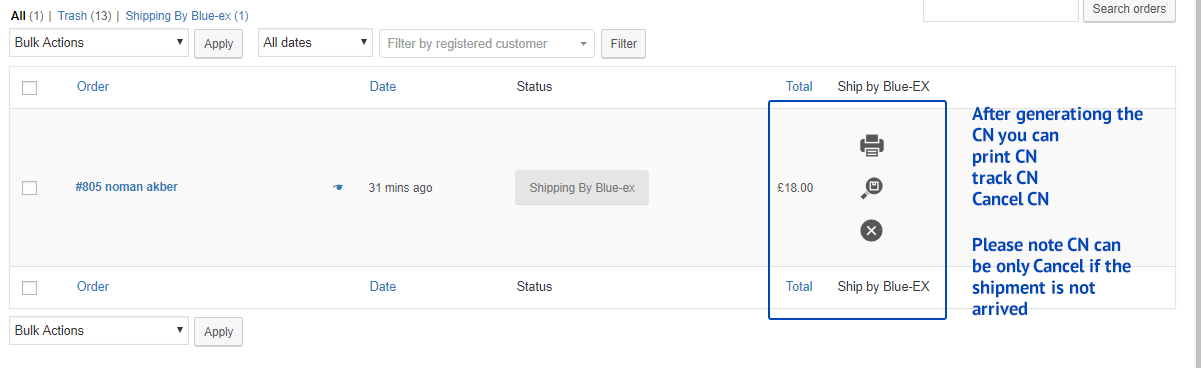 All (1) | Trash (13) | Shipping By Blue-ex (1)
Search orders
Bulk Actions Apply All dates Filter by registered customer Filter
Order Date Status Total Ship by Blue-EX
#805 noman akber 31 mins ago Shipping By Blue-ex £18.00
Order Date Status Total Ship by Blue-EX
Bulk Actions Apply
After generationg the
CN you can
print CN
track CN
Cancel CN
Please note CN can
be only Cancel if the
shipment is not
arrived